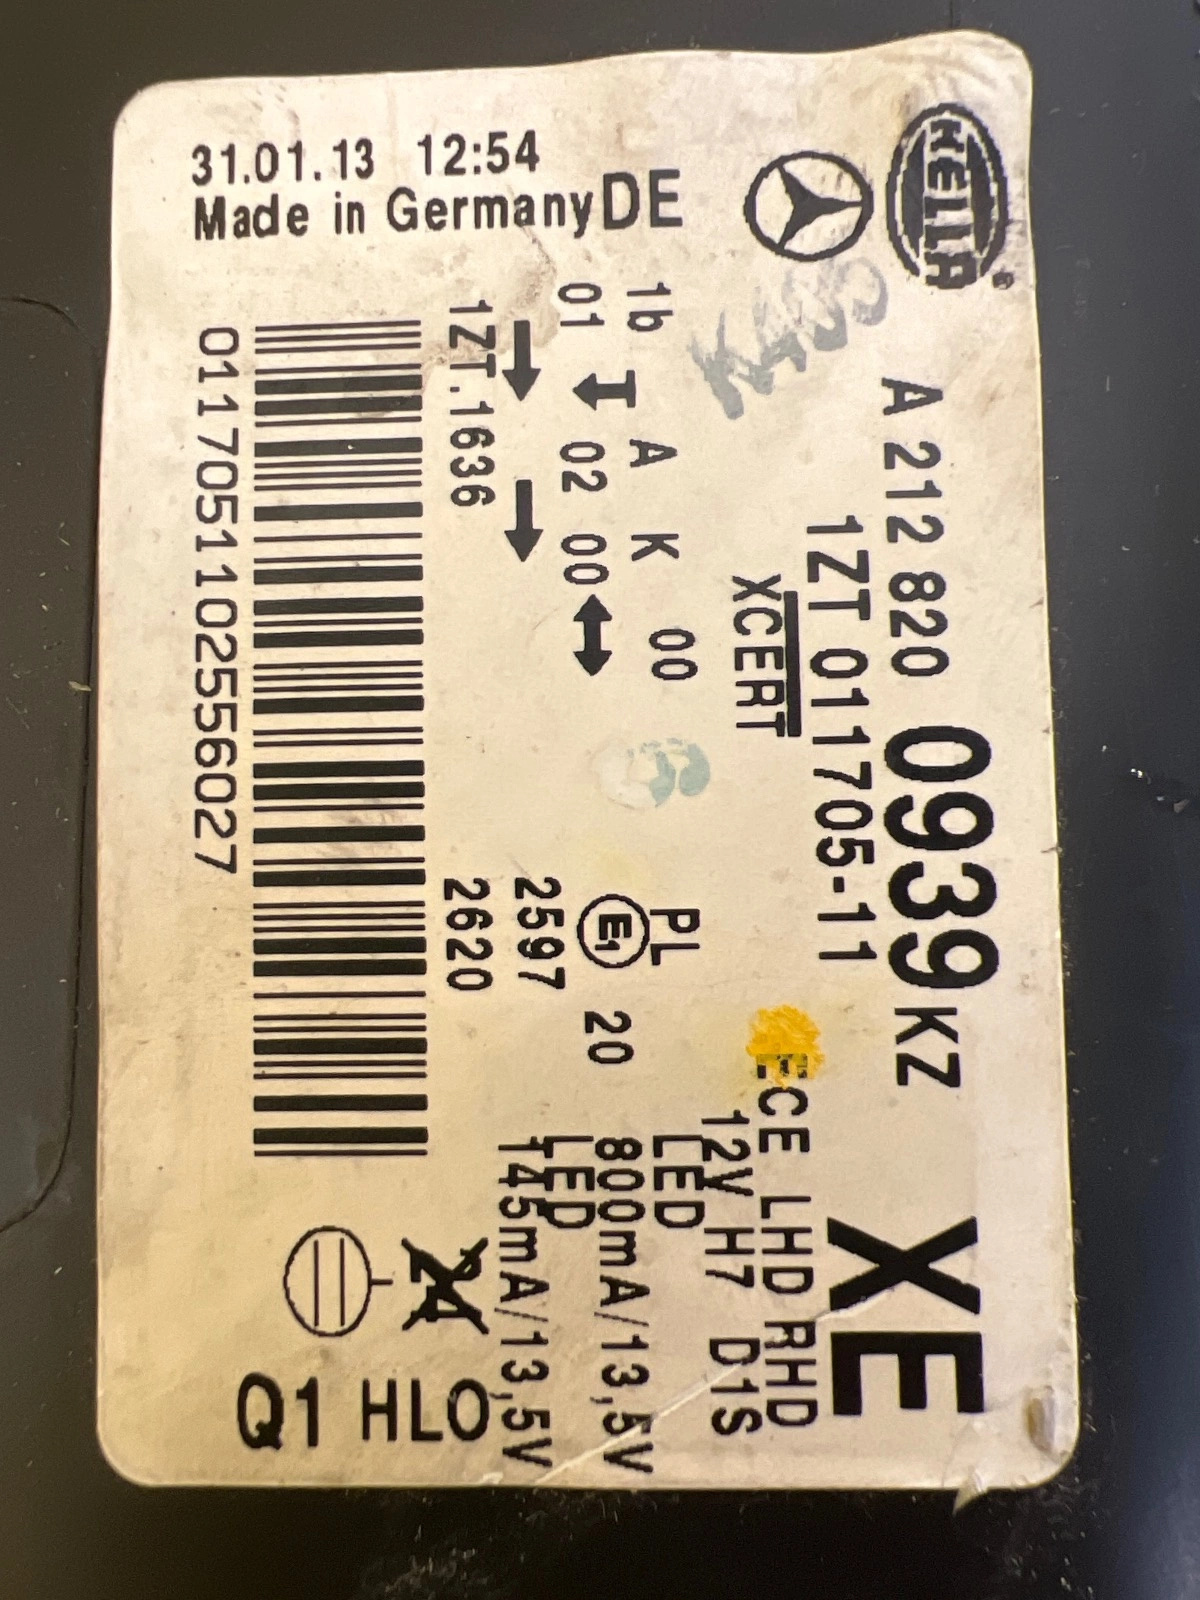 HELLA
A 212 820 0939 KZ XE
1ZT 011705-11
XCERT
ECE LHD RHD
12V H7 D1S
1b A K 00 PL LED
01 02 00 E1 20 800mA/13,5V
LED
2597 145mA/13,5V
1ZT.1636 2620
31.01.13 12:54
Made in Germany DE
0117051102556027
24
Q1 HLO